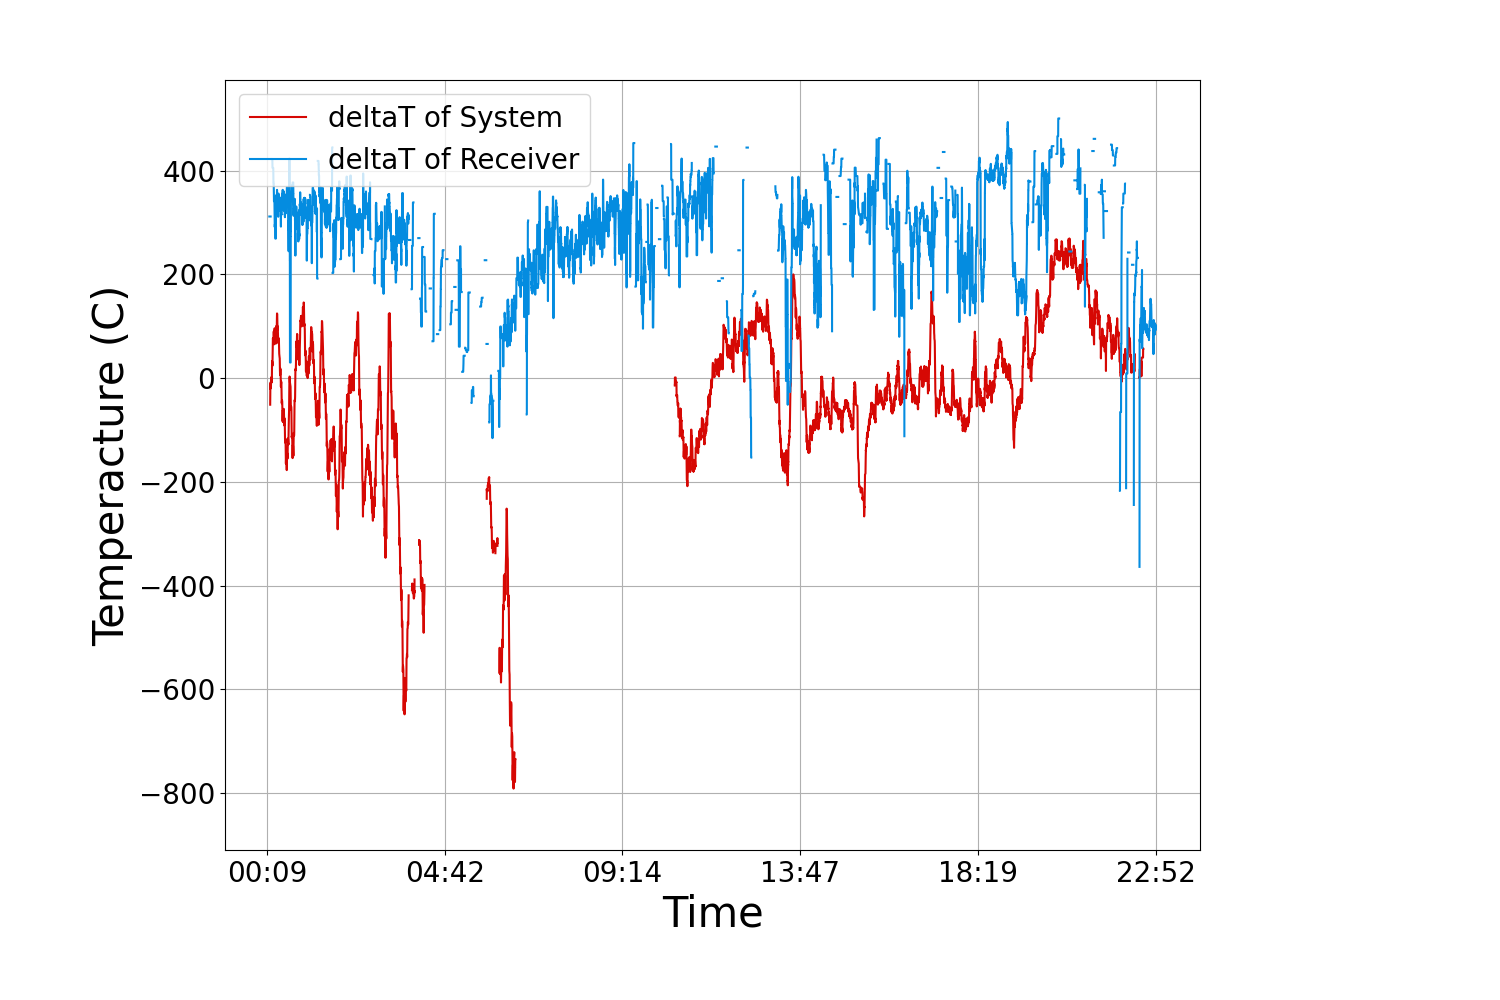 deltaT of System
deltaT of Receiver
Temperacture (C)
400
200
0
−200
−400
−600
−800
00:09 04:42 09:14 13:47 18:19 22:52
Time